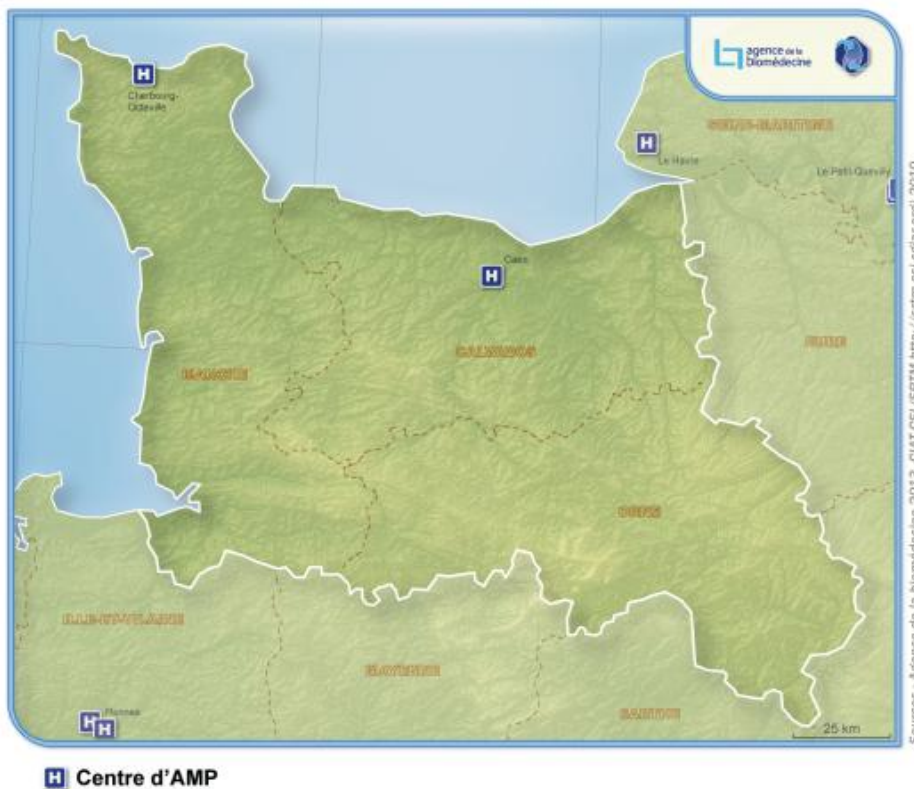 agence de la
biomédecine
Cherbourg-
Octeville
SEINE-MARITIME
Le Havre
Le Petit-Quevilly
Caen
EURE
MANCHE
CALVADOS
ORNE
ILLE-ET-VILAINE
MAYENNE
Rennes
SARTHE
25 km
H Centre d'AMP